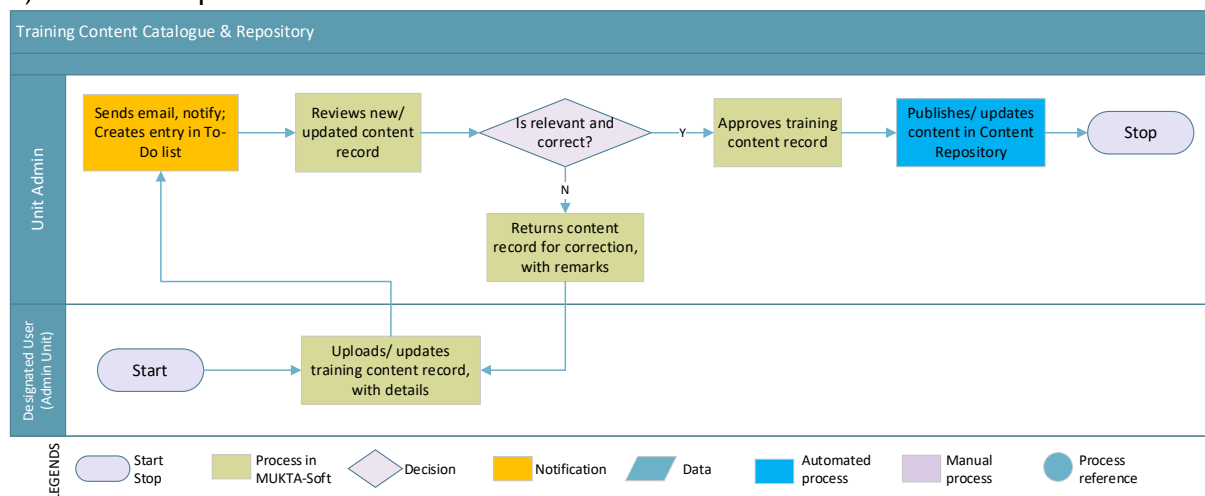 Training Content Catalogue & Repository
Unit Admin
Sends email, notify;
Creates entry in To-
Do list
Reviews new/
updated content
record
Is relevant and
correct?
Y
Approves training
content record
Publishes/ updates
content in Content
Repository
Stop
N
Returns content
record for correction,
with remarks
Designated User
(Admin Unit)
Start
Uploads/ updates
training content record,
with details
LEGENDS
Start
Stop
Process in
MUKTA-Soft
Decision
Notification
Data
Automated
process
Manual
process
Process
reference